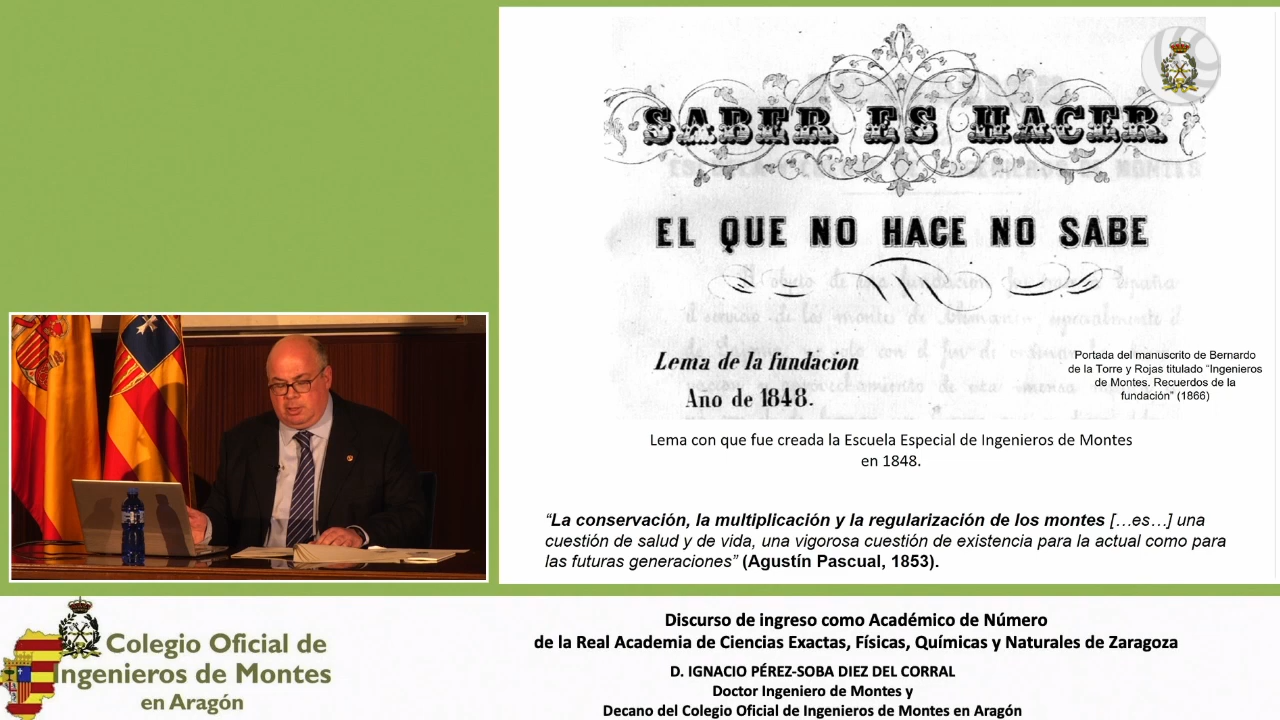 SABER ES HACER
EL QUE NO HACE NO SABE
Lema de la fundacion
Ano de 1848.
Portada del manuscrito de Bernardo
de la Torre y Rojas titulado “Ingenieros
de Montes. Recuerdos de la
fundación” (1866)
Lema con que fue creada la Escuela Especial de Ingenieros de Montes
en 1848.
“La conservación, la multiplicación y la regularización de los montes […es…] una
cuestión de salud y de vida, una vigorosa cuestión de existencia para la actual como para
las futuras generaciones” (Agustín Pascual, 1853).
Colegio Oficial de
Ingenieros de Montes
en Aragón
Discurso de ingreso como Académico de Número
de la Real Academia de Ciencias Exactas, Físicas, Químicas y Naturales de Zaragoza
D. IGNACIO PÉREZ-SOBA DIEZ DEL CORRAL
Doctor Ingeniero de Montes y
Decano del Colegio Oficial de Ingenieros de Montes en Aragón